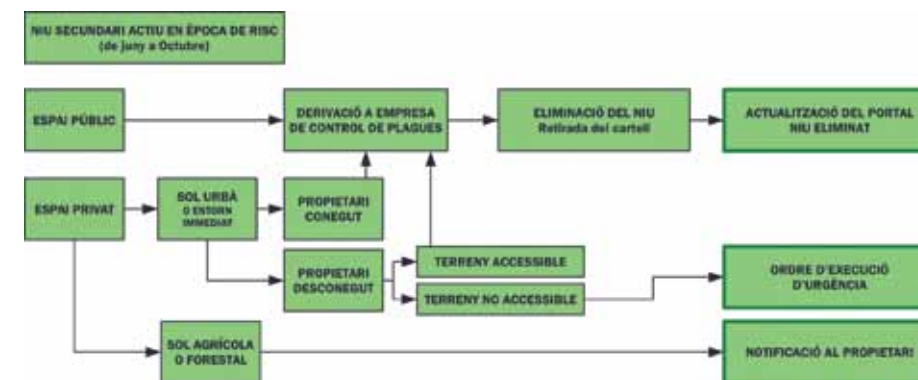 NIU SECUNDARI ACTIU EN ÈPOCA DE RISC
(de juny a Octubre)
ESPAI PÚBLIC
DERIVACIÓ A EMPRESA
DE CONTROL DE PLAGUES
ELIMINACIÓ DEL NIU
Retirada del cartell
ACTUALITZACIÓ DEL PORTAL
NIU ELIMINAT
ESPAI PRIVAT
SOL URBÀ
O ENTORN
IMMEDIAT
PROPIETARI
CONEGUT
PROPIETARI
DESCONEGUT
TERRENY ACCESSIBLE
TERRENY NO ACCESSIBLE
ORDRE D'EXECUCIÓ
D'URGÈNCIA
SOL AGRÍCOLA
O FORESTAL
NOTIFICACIÓ AL PROPIETARI